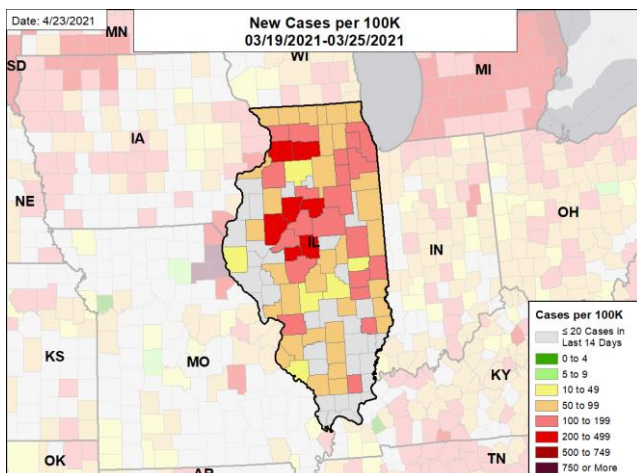 Date: 4/23/2021
New Cases per 100K
03/19/2021-03/25/2021
MN
SD
WI
MI
IA
NE
OH
IL
IN
KS
MO
KY
OK
AR
TN
Cases per 100K
≤ 20 Cases in
Last 14 Days
0 to 4
5 to 9
10 to 49
50 to 99
100 to 199
200 to 499
500 to 749
750 or More